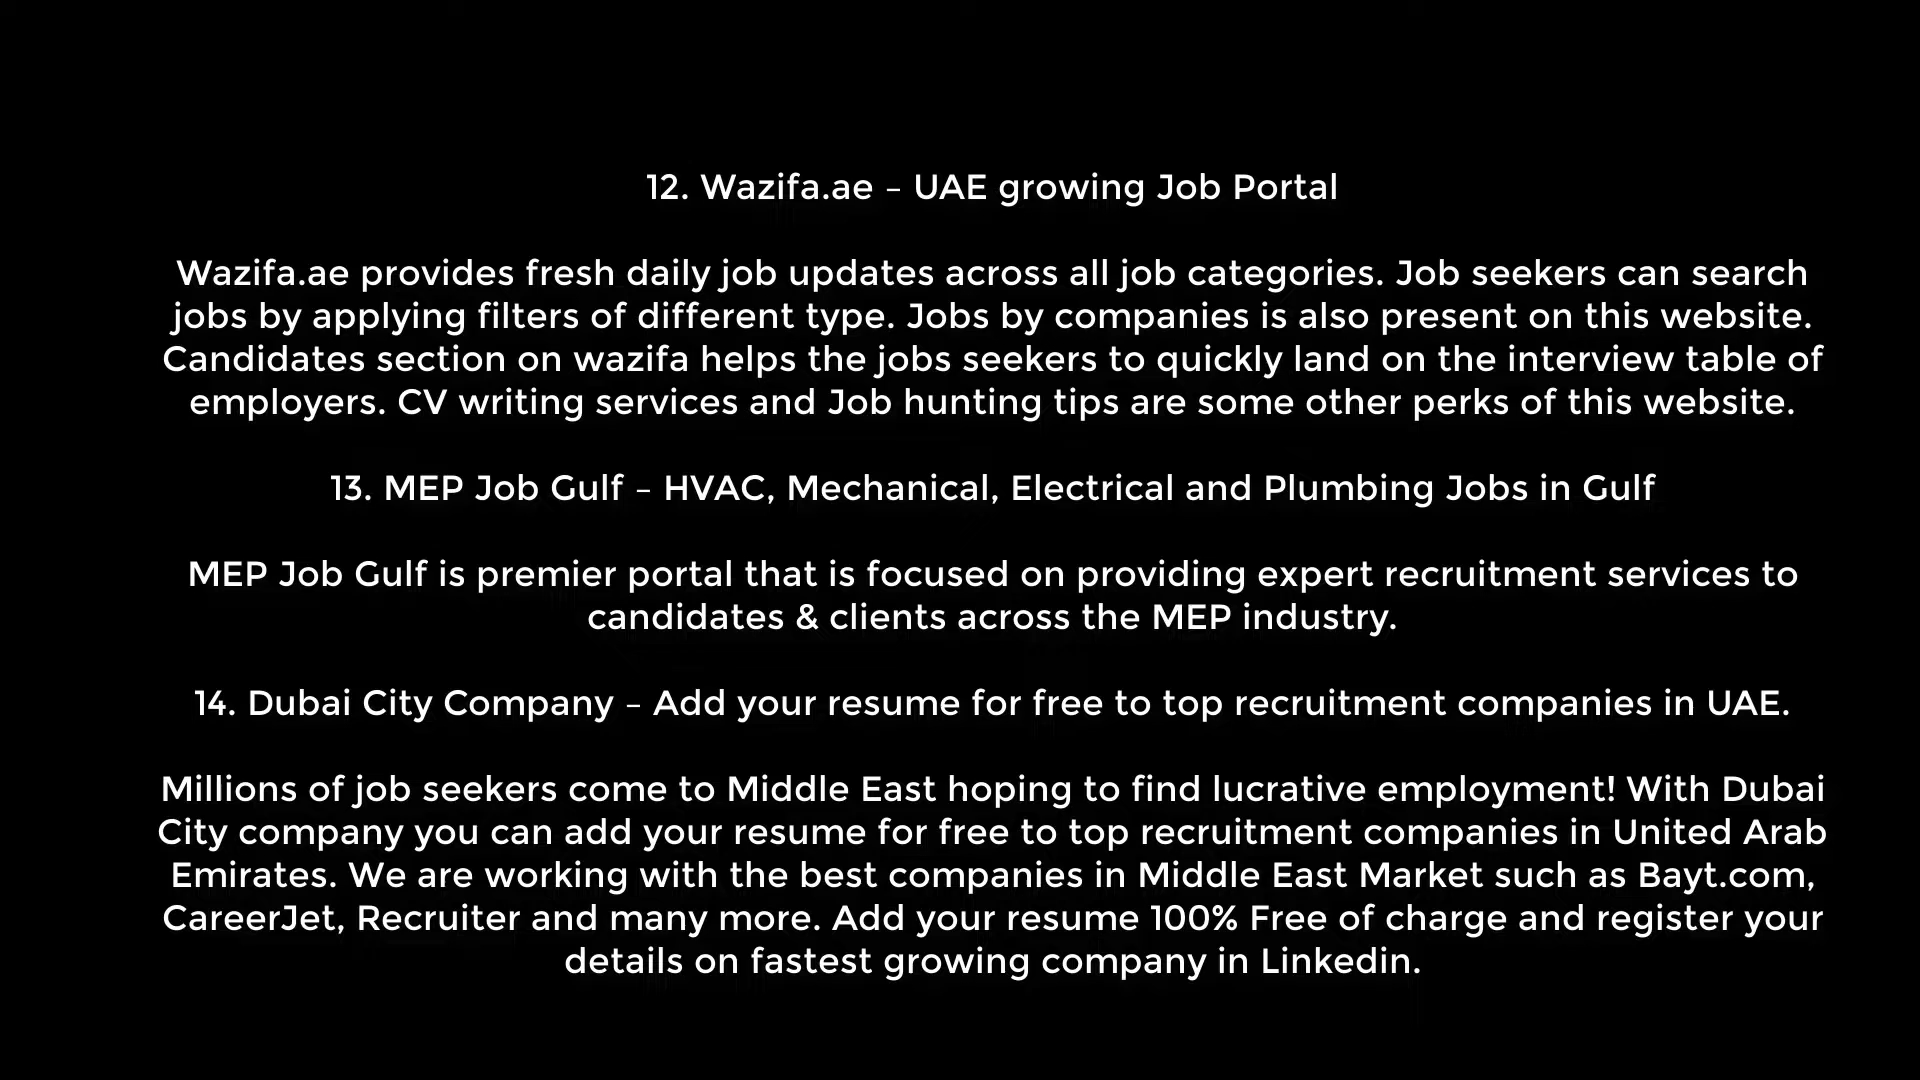 12. Wazifa.ae – UAE growing Job Portal
Wazifa.ae provides fresh daily job updates across all job categories. Job seekers can search
jobs by applying filters of different type. Jobs by companies is also present on this website.
Candidates section on wazifa helps the jobs seekers to quickly land on the interview table of
employers. CV writing services and Job hunting tips are some other perks of this website.
13. MEP Job Gulf – HVAC, Mechanical, Electrical and Plumbing Jobs in Gulf
MEP Job Gulf is premier portal that is focused on providing expert recruitment services to
candidates & clients across the MEP industry.
14. Dubai City Company – Add your resume for free to top recruitment companies in UAE.
Millions of job seekers come to Middle East hoping to find lucrative employment! With Dubai
City company you can add your resume for free to top recruitment companies in United Arab
Emirates. We are working with the best companies in Middle East Market such as Bayt.com,
CareerJet, Recruiter and many more. Add your resume 100% Free of charge and register your
details on fastest growing company in Linkedin.